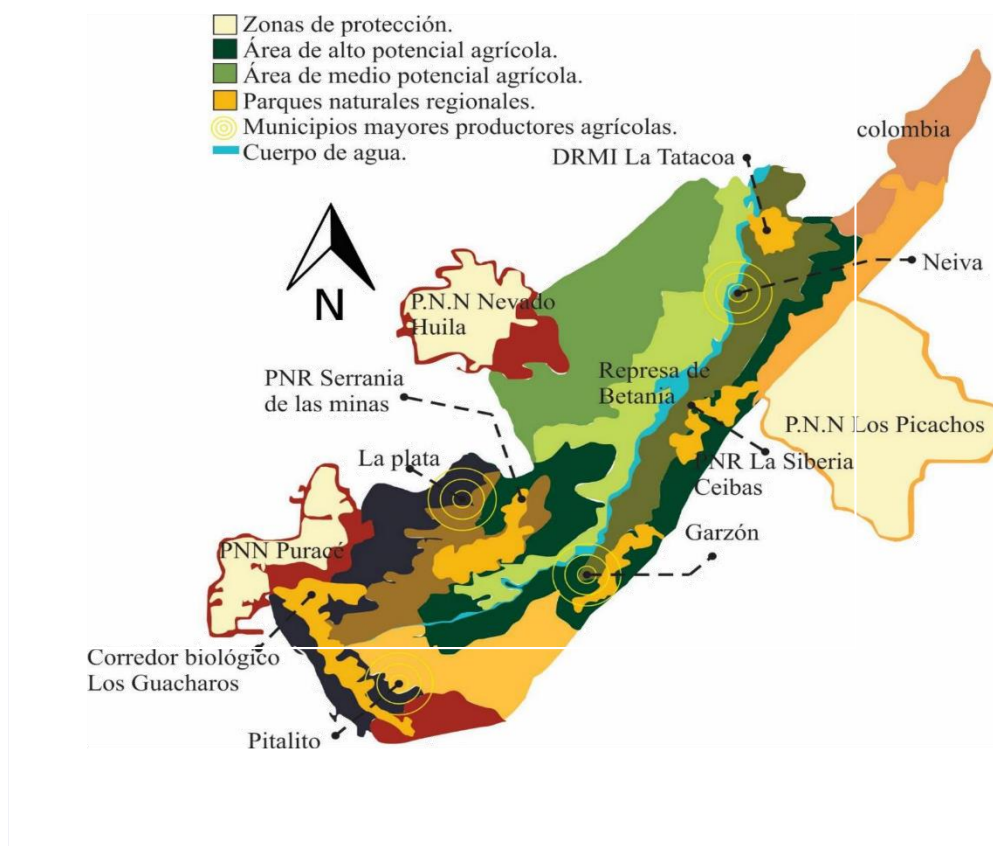 Zonas de protección.
Área de alto potencial agrícola.
Área de medio potencial agrícola.
Parques naturales regionales.
Municipios mayores productores agrícolas.
Cuerpo de agua.
colombia
DRMI La Tatacoa
Neiva
N
P.N.N Nevado
Huila
PNR Serrania
de las minas
Represa de
Betania
P.N.N Los Picachos
La plata
PNR La Siberia
Ceibas
Garzón
PNN Puracé
Corredor biológico
Los Guacharos
Pitalito